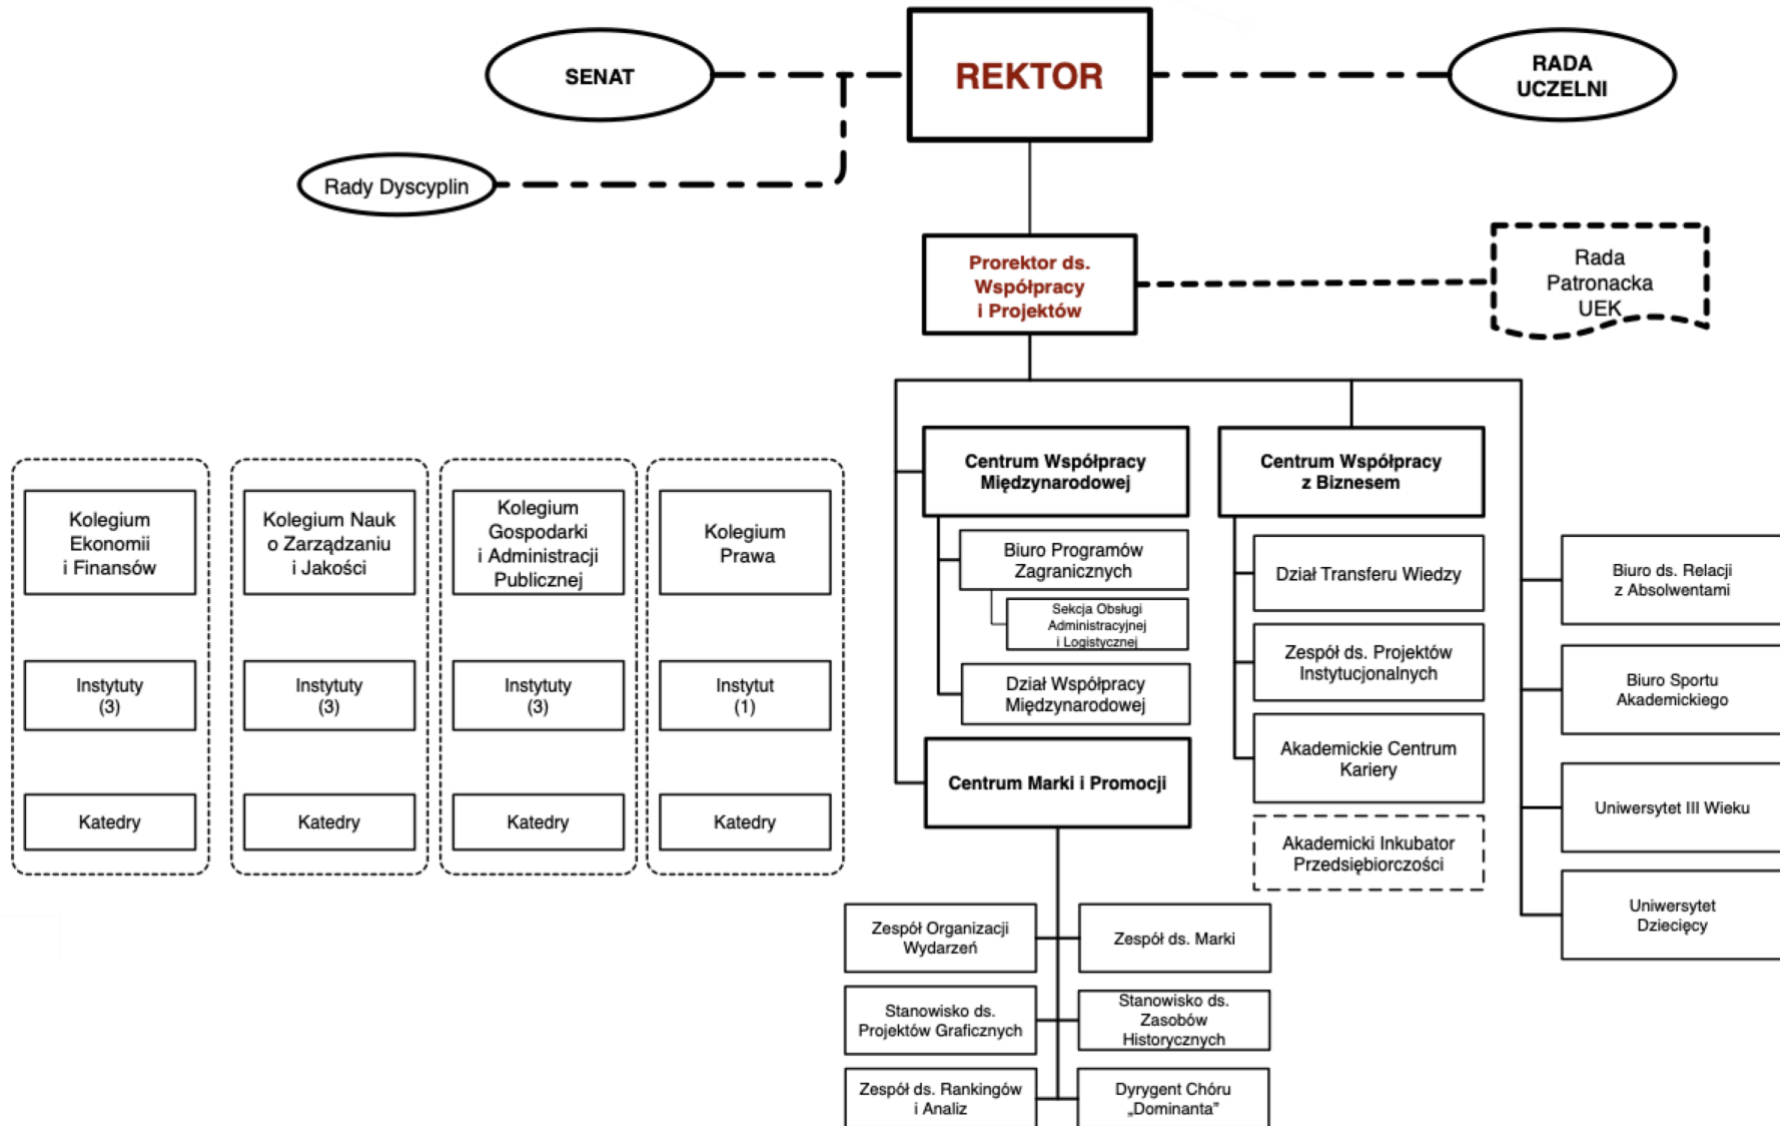 REKTOR
SENAT
RADA
UCZELNI
Rady Dyscyplin
Prorektor ds.
Współpracy
i Projektów
Rada
Patronacka
UEK
Kolegium
Ekonomii
i Finansów
Instytuty
(3)
Katedry
Kolegium Nauk
o Zarządzaniu
i Jakości
Instytuty
(3)
Katedry
Kolegium
Gospodarki
i Administracji
Publicznej
Instytuty
(3)
Katedry
Kolegium
Prawa
Instytut
(1)
Katedry
Centrum Współpracy
Międzynarodowej
Biuro Programów
Zagranicznych
Sekcja Obsługi
Administracyjnej
i Logistycznej
Dział Współpracy
Międzynarodowej
Centrum Marki i Promocji
Zespół Organizacji
Wydarzeń
Zespół ds. Marki
Stanowisko ds.
Projektów Graficznych
Stanowisko ds.
Zasobów
Historycznych
Zespół ds. Rankingów
i Analiz
Dyrygent Chóru
„Dominanta”
Centrum Współpracy
z Biznesem
Dział Transferu Wiedzy
Zespół ds. Projektów
Instytucjonalnych
Akademickie Centrum
Kariery
Akademicki Inkubator
Przedsiębiorczości
Biuro ds. Relacji
z Absolwentami
Biuro Sportu
Akademickiego
Uniwersytet III Wieku
Uniwersytet
Dziecięcy